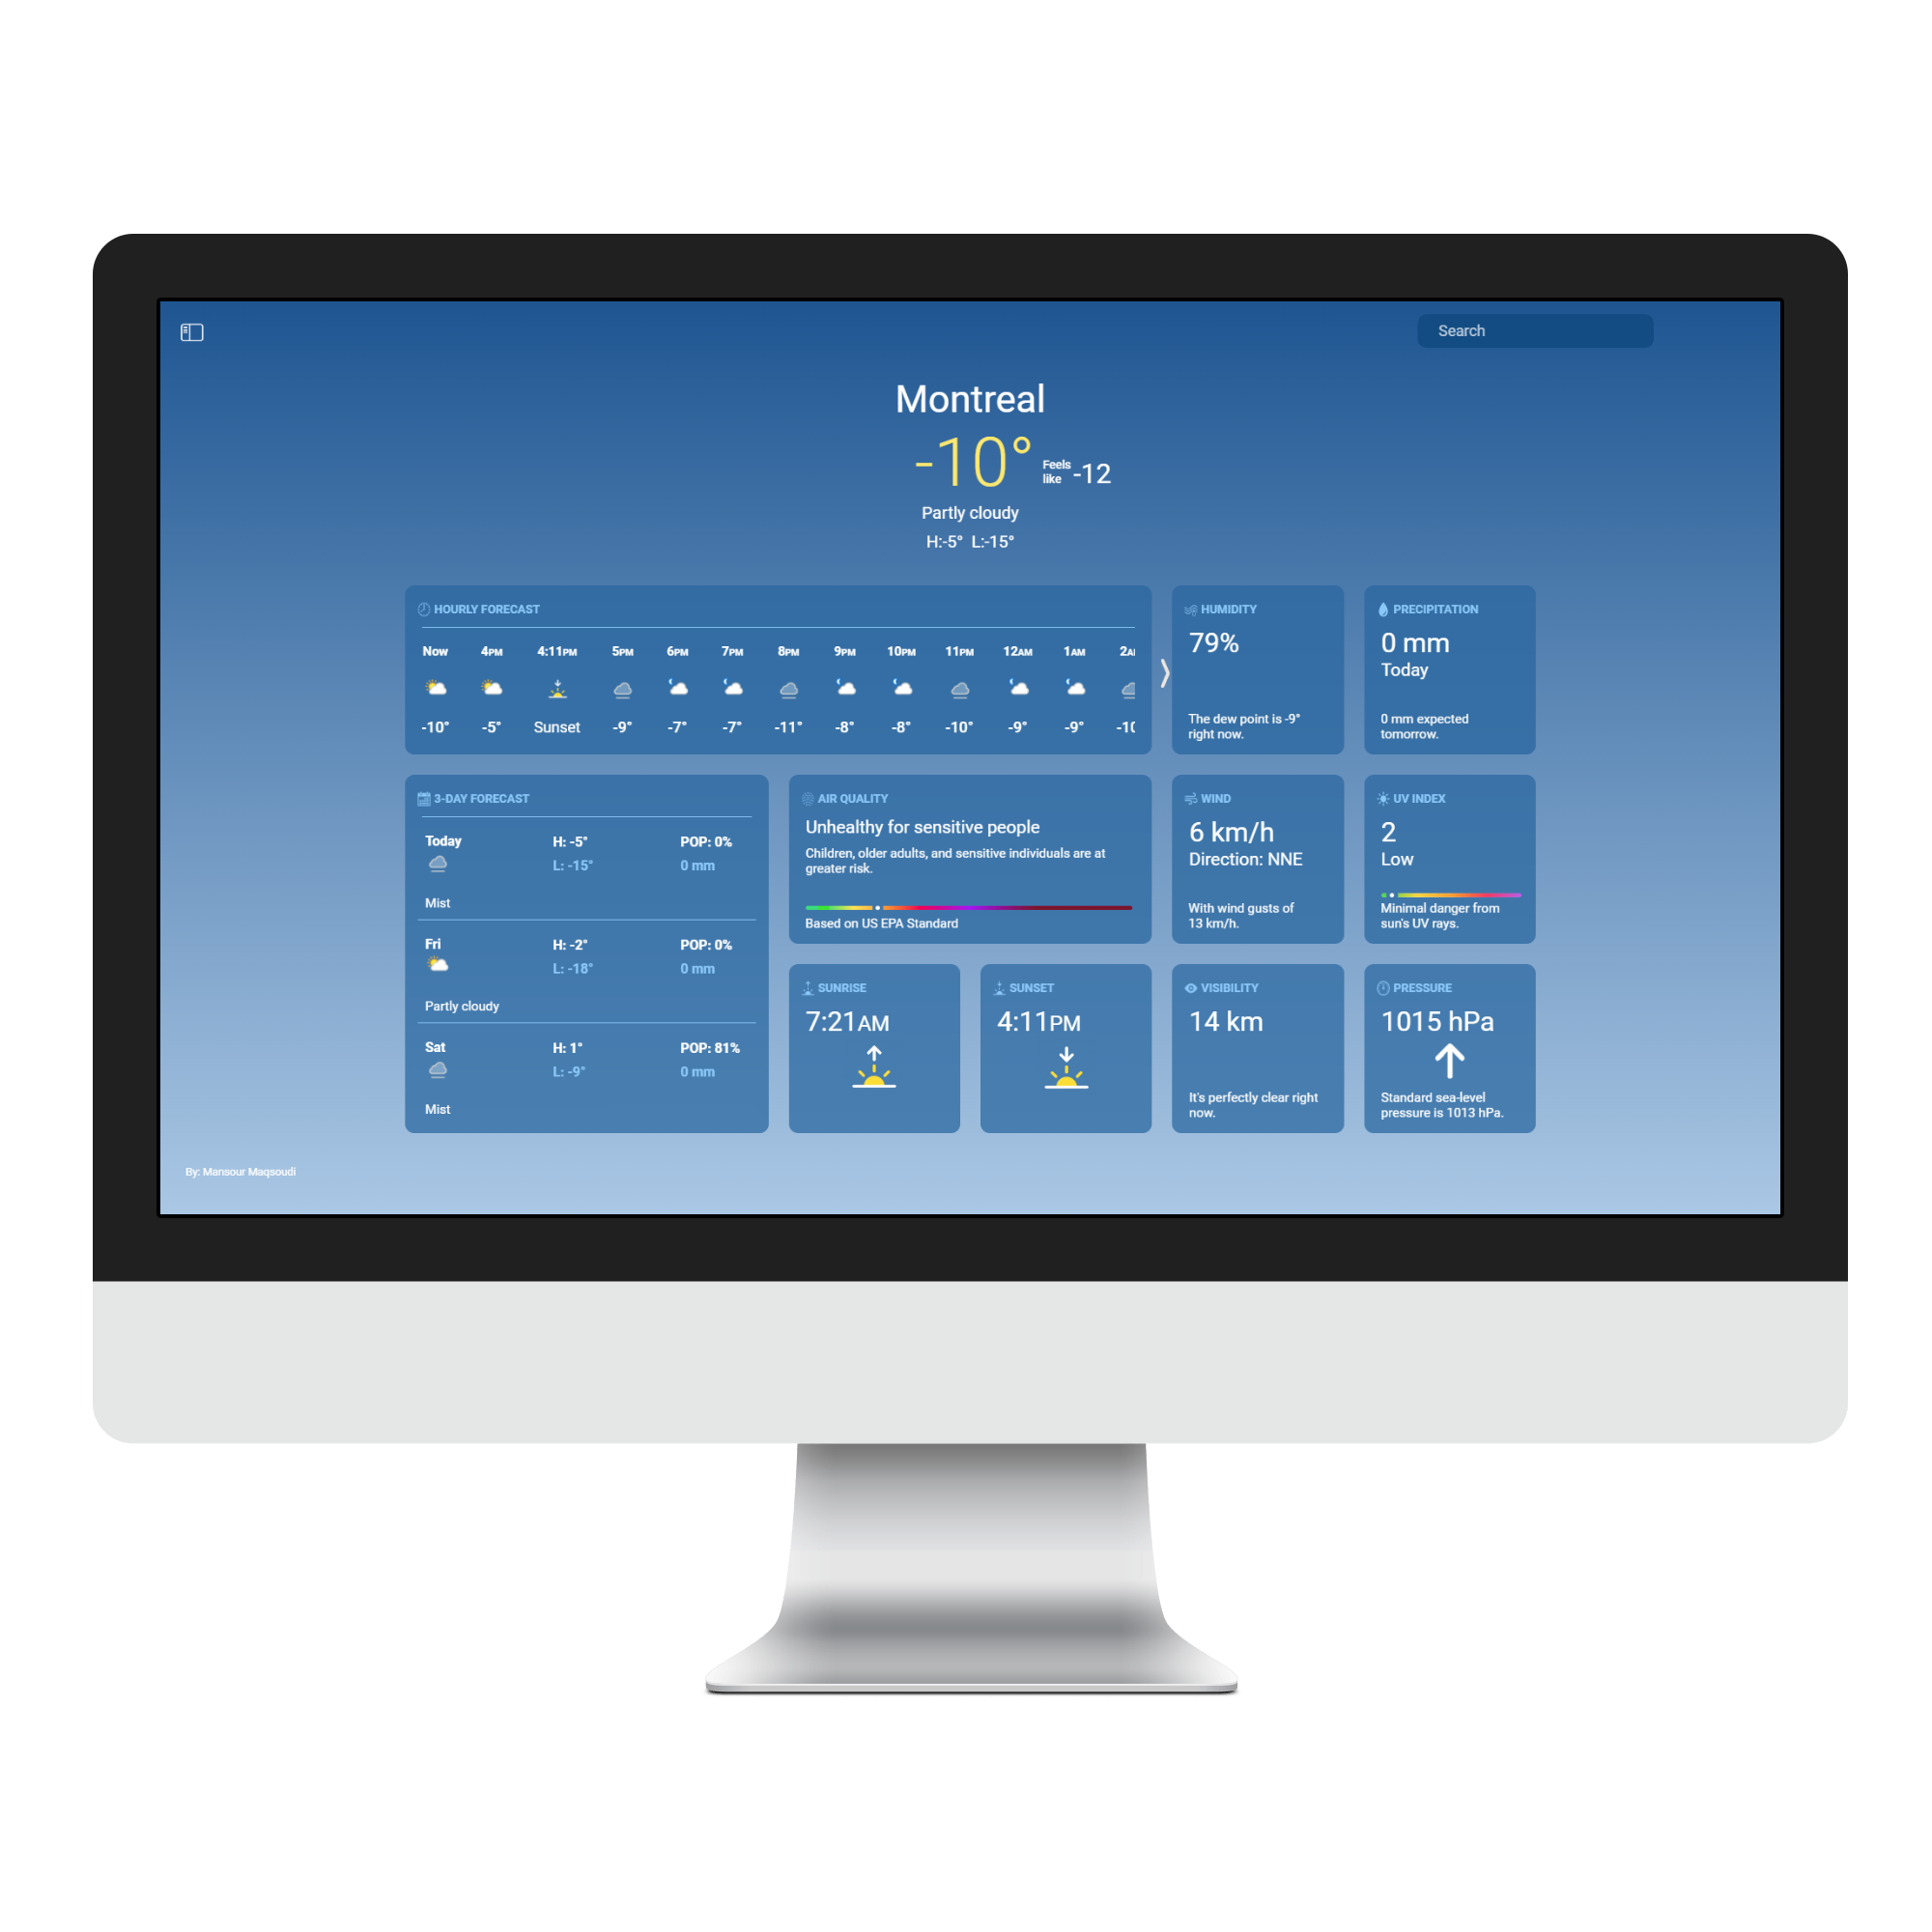 Search
Montreal
-10° Feels like -12
Partly cloudy
H:-5° L:-15°
HOURLY FORECAST
Now 4PM 4:11PM 5PM 6PM 7PM 8PM 9PM 10PM 11PM 12AM 1AM
-10° -5° Sunset -9° -7° -7° -11° -8° -8° -10° -9° -9°
HUMIDITY
79%
The dew point is -9°
right now.
PRECIPITATION
0 mm
Today
0 mm expected
tomorrow.
3-DAY FORECAST
Today H: -5° POP: 0%
L: -15° 0 mm
Mist
Fri H: -2° POP: 0%
L: -18° 0 mm
Partly cloudy
Sat H: 1° POP: 81%
L: -9° 0 mm
Mist
AIR QUALITY
Unhealthy for sensitive people
Children, older adults, and sensitive individuals are at
greater risk.
Based on US EPA Standard
WIND
6 km/h
Direction: NNE
With wind gusts of
13 km/h.
UV INDEX
2
Low
Minimal danger from
sun's UV rays.
SUNRISE
7:21AM
SUNSET
4:11PM
VISIBILITY
14 km
It's perfectly clear right
now.
PRESSURE
1015 hPa
Standard sea-level
pressure is 1013 hPa.
By: Mansour Maqsoudi